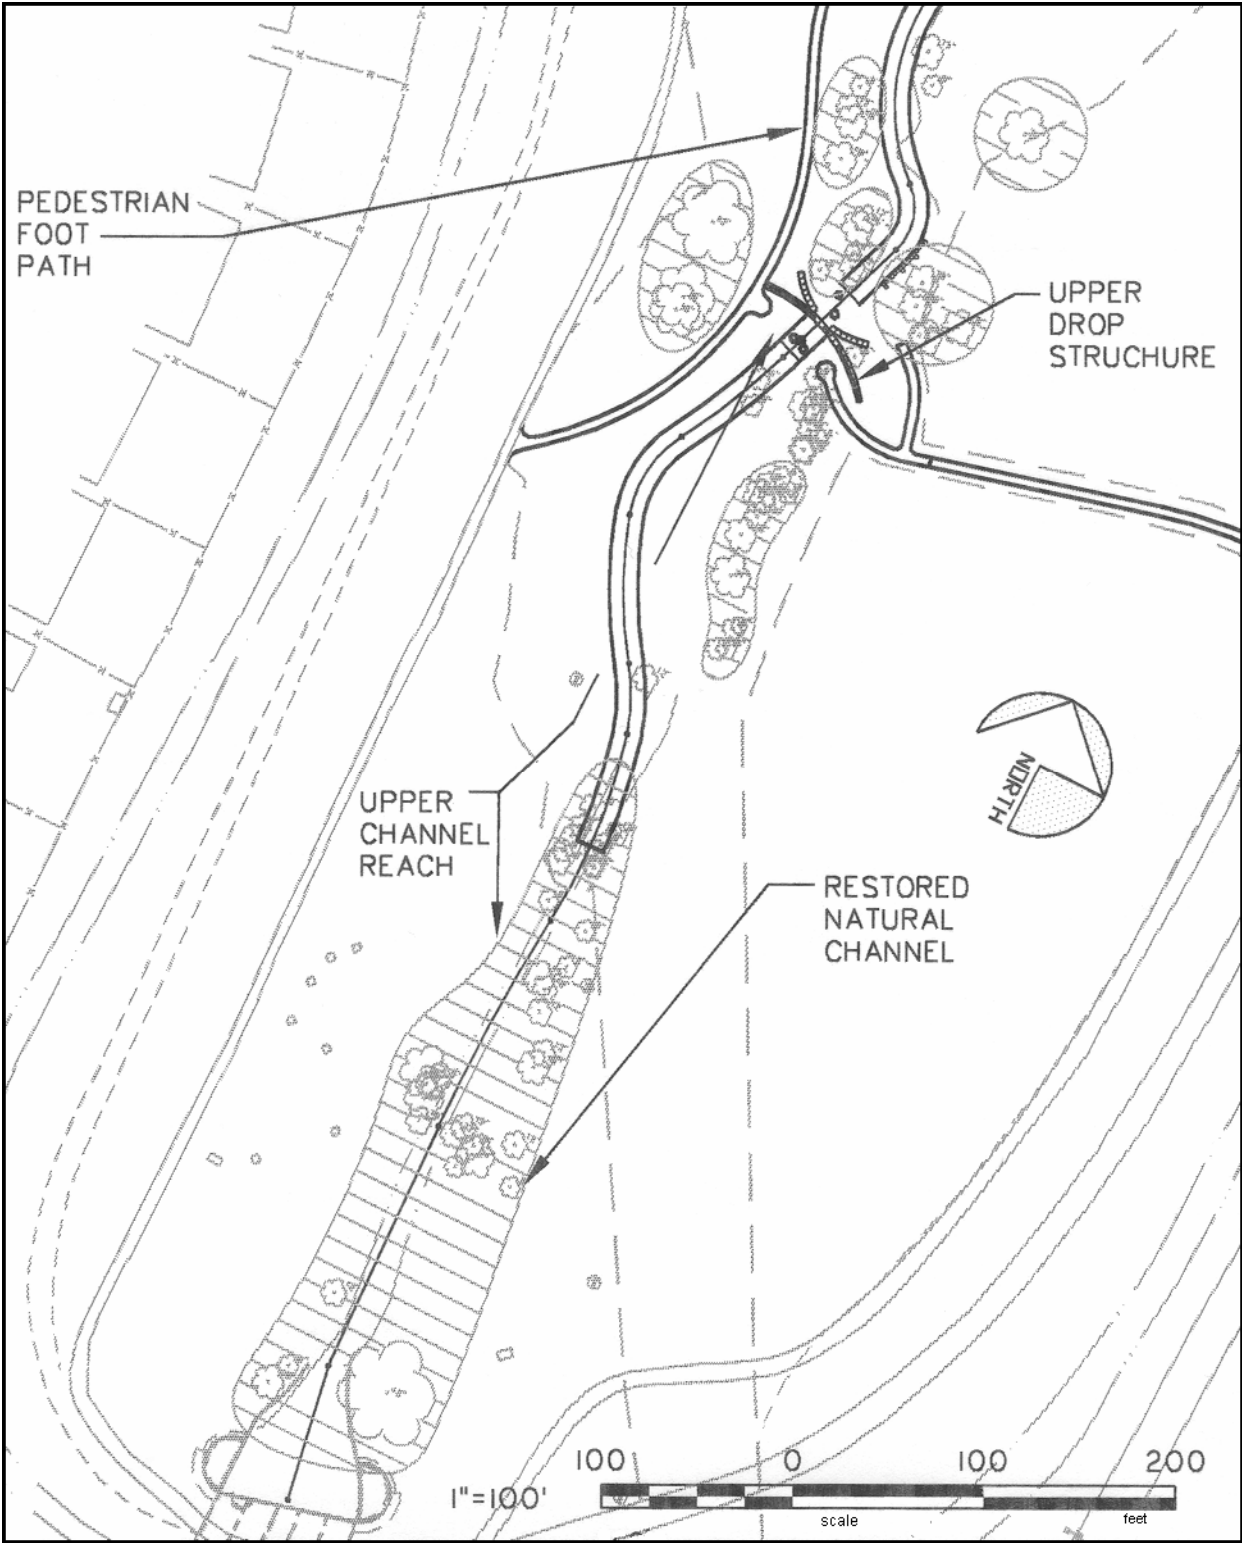 PEDESTRIAN
FOOT
PATH
UPPER
DROP
STRUCHURE
NORTH
UPPER
CHANNEL
REACH
RESTORED
NATURAL
CHANNEL
100 0 100 200
1"=100'
scale feet